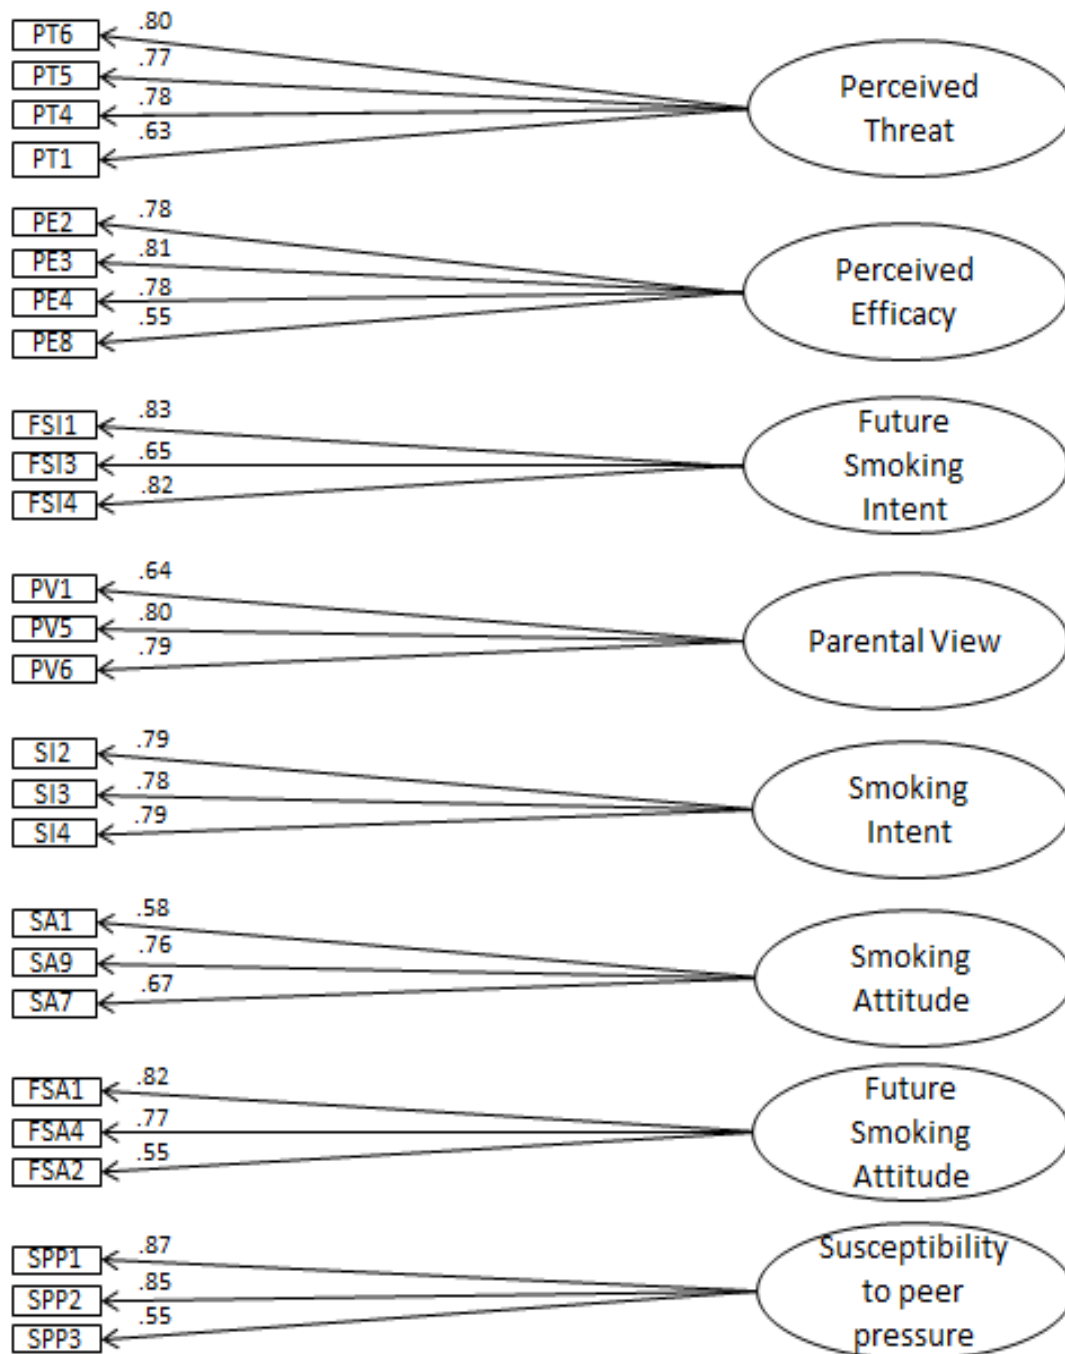 .80
PT6
.77
PT5
.78
PT4
.63
PT1
Perceived
Threat
.78
PE2
.81
PE3
.78
PE4
.55
PE8
Perceived
Efficacy
.83
FSI1
.65
FSI3
.82
FSI4
Future
Smoking
Intent
.64
PV1
.80
PV5
.79
PV6
Parental View
.79
SI2
.78
SI3
.79
SI4
Smoking
Intent
.58
SA1
.76
SA9
.67
SA7
Smoking
Attitude
.82
FSA1
.77
FSA4
.55
FSA2
Future
Smoking
Attitude
.87
SPP1
.85
SPP2
.55
SPP3
Susceptibility
to peer
pressure